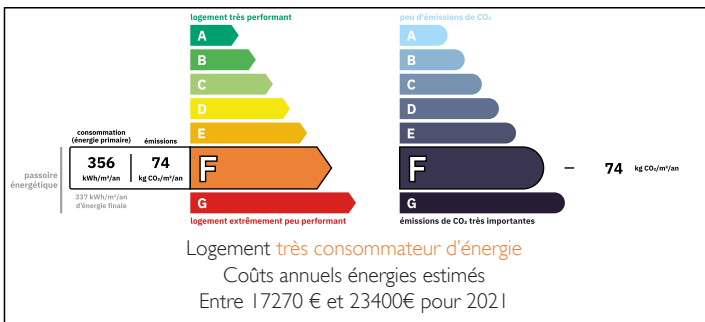 logement très performant
A
B
C
D
E
consommation
(énergie primaire)
émissions
356
kWh/m²/an
74
kg CO₂/m²/an
F
passoire
énergétique
337 kWh/m²/an
d'énergie finale
G
logement extrêmement peu performant
peu d'émissions de CO₂
A
B
C
D
E
F
74 kg CO₂/m²/an
G
émissions de CO₂ très importantes
Logement très consommateur d'énergie
Coûts annuels énergies estimés
Entre 17270 € et 23400€ pour 2021